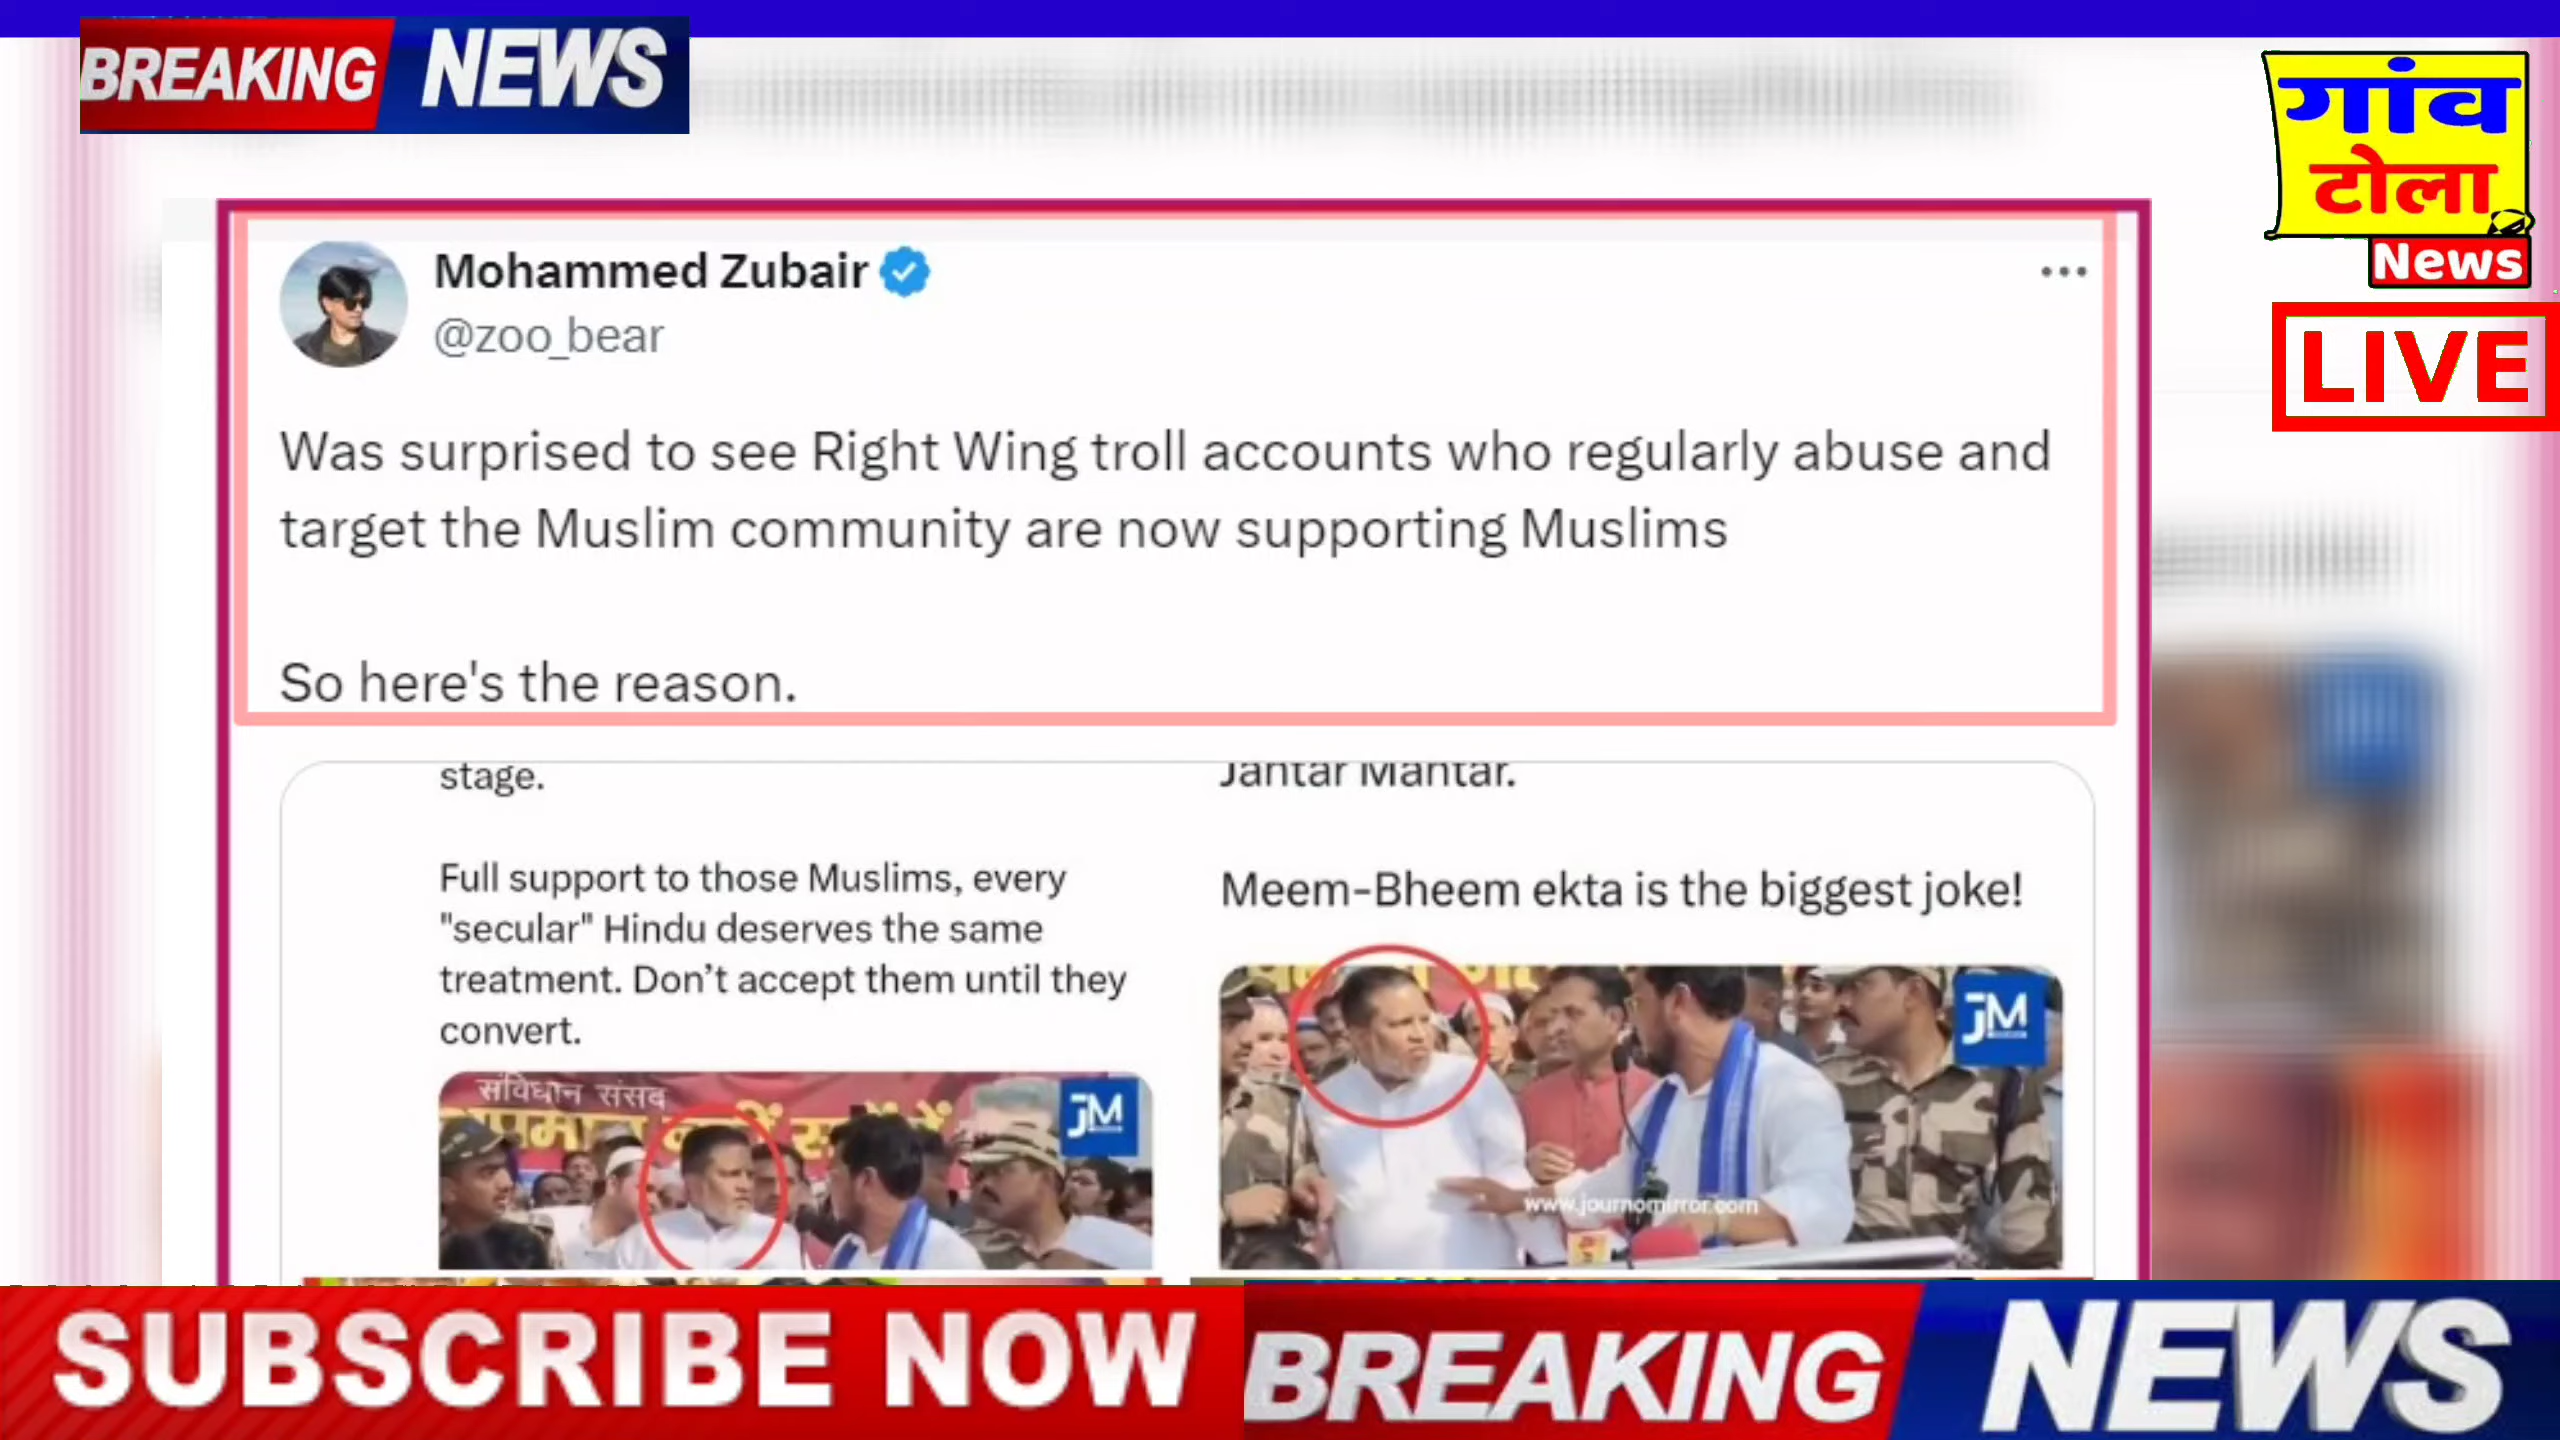 BREAKING NEWS
गांव
टोला
News
LIVE
Mohammed Zubair
@zoo_bear
Was surprised to see Right Wing troll accounts who regularly abuse and
target the Muslim community are now supporting Muslims
So here's the reason.
stage.
Full support to those Muslims, every
"secular" Hindu deserves the same
treatment. Don’t accept them until they
convert.
संविधान संसद
JM
Jantar Mantar.
Meem-Bheem ekta is the biggest joke!
JM
www.journomirror.com
SUBSCRIBE NOW
BREAKING NEWS